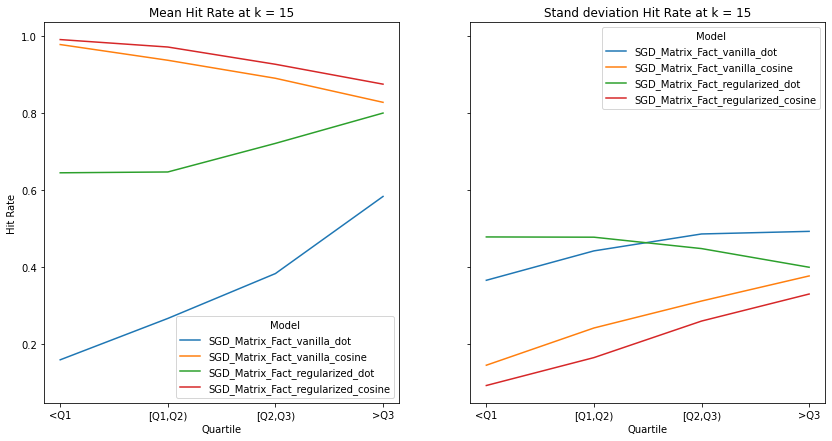 Mean Hit Rate at k = 15
Hit Rate
1.0
0.8
0.6
0.4
0.2
<Q1
[Q1,Q2)
[Q2,Q3)
>Q3
Quartile
Model
SGD_Matrix_Fact_vanilla_dot
SGD_Matrix_Fact_vanilla_cosine
SGD_Matrix_Fact_regularized_dot
SGD_Matrix_Fact_regularized_cosine
Stand deviation Hit Rate at k = 15
Model
SGD_Matrix_Fact_vanilla_dot
SGD_Matrix_Fact_vanilla_cosine
SGD_Matrix_Fact_regularized_dot
SGD_Matrix_Fact_regularized_cosine
<Q1
[Q1,Q2)
[Q2,Q3)
>Q3
Quartile